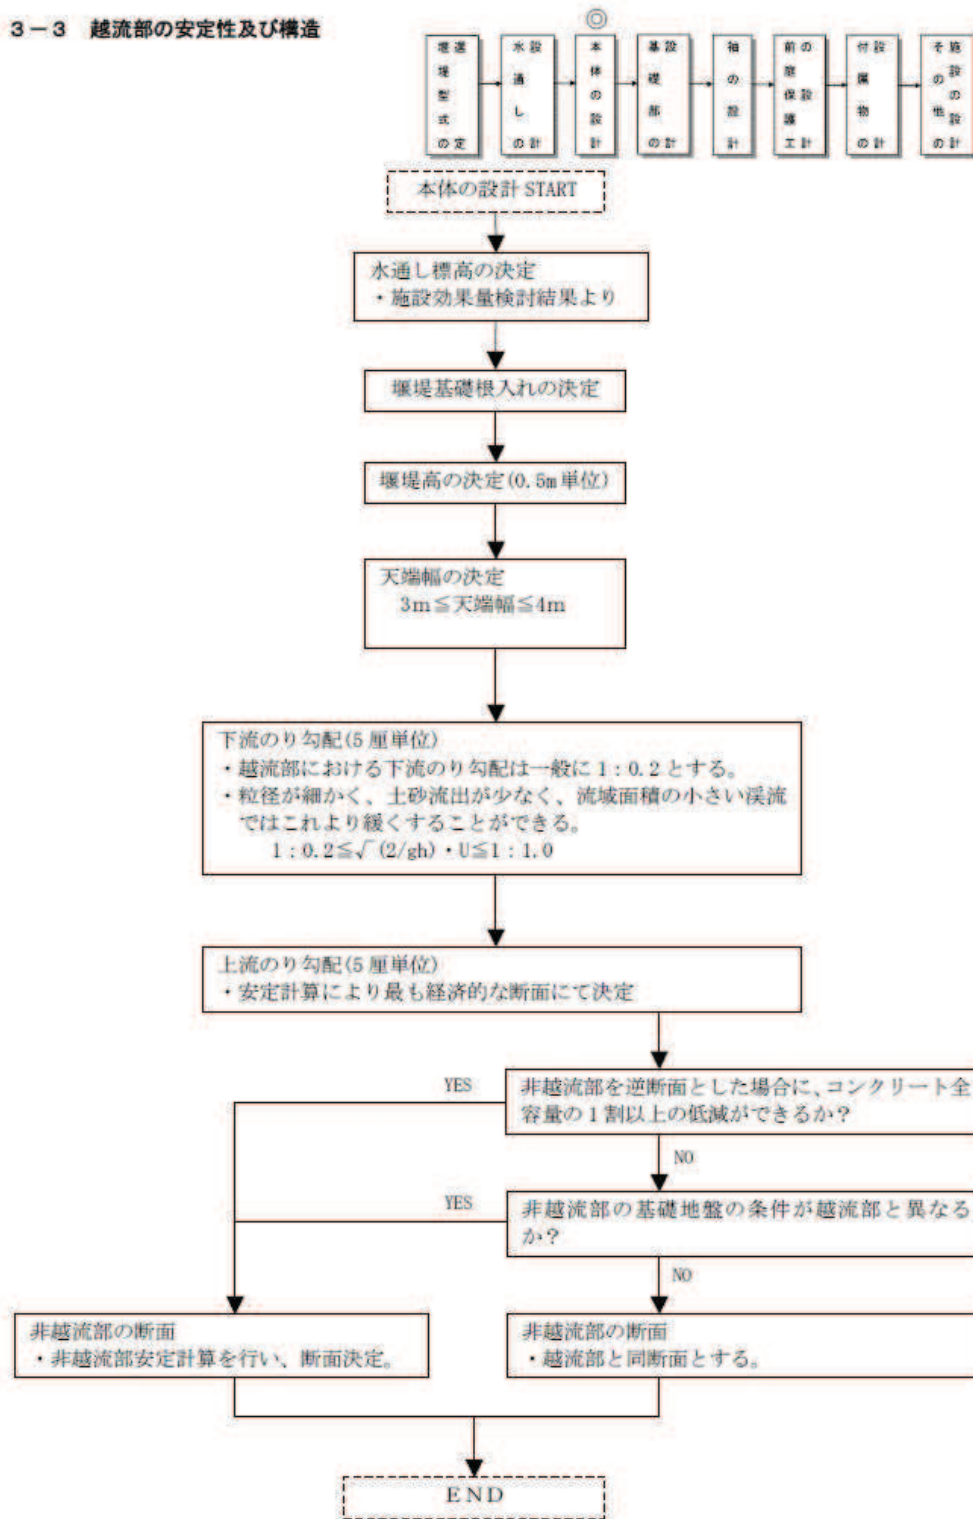 3-3 越流部の安定性及び構造
◎
堰堤型式の選定
水通しの設計
本体の設計
基礎部の設計
袖の設計
前庭保護工の設計
付属物の設計
その他の施設の設計
本体の設計 START
水通し標高の決定
・施設効果量検討結果より
堰堤基礎根入れの決定
堰堤高の決定(0.5m単位)
天端幅の決定
3m≦天端幅≦4m
下流のり勾配(5厘単位)
・越流部における下流のり勾配は一般に1:0.2とする。
・粒径が細かく、土砂流出が少なく、流域面積の小さい渓流
ではこれより緩くすることができる。
1:0.2≦√(2/gh)・U≦1:1.0
上流のり勾配(5厘単位)
・安定計算により最も経済的な断面にて決定
YES
非越流部を逆断面とした場合に、コンクリート全
容量の1割以上の低減ができるか?
NO
YES
非越流部の基礎地盤の条件が越流部と異なる
か?
NO
非越流部の断面
・非越流部安定計算を行い、断面決定。
非越流部の断面
・越流部と同断面とする。
END